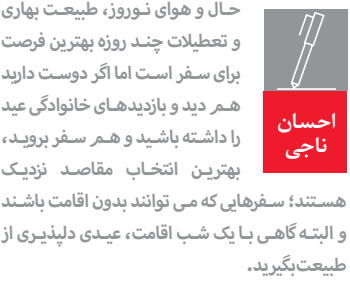 احسان
ناجی
حال و هوای نوروز، طبیعت بهاری
و تعطیلات چند روزه بهترین فرصت
برای سفر است اما اگر دوست دارید
هم دید و بازدیدهای خانوادگی عید
را داشته باشید و هم سفر بروید،
بهترین انتخاب مقاصد نزدیک
هستند؛ سفرهایی که می توانند بدون اقامت باشند
و البته گاهی با یک شب اقامت، عیدی دلپذیری از
طبیعت‌بگیرید.